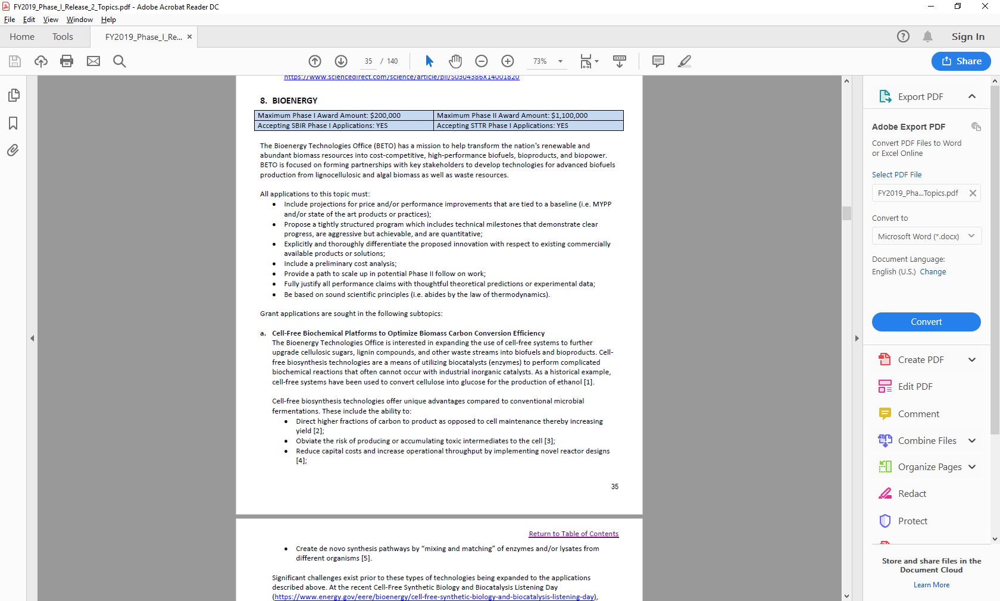 FY2019_Phase_I_Release_2_Topics.pdf - Adobe Acrobat Reader DC
File Edit View Window Help
Home Tools FY2019_Phase_I_Re... × Sign In
35 / 140 73% Share
https://www.sciencedirect.com/science/article/pii/S0304386X14001820
8. BIOENERGY
Maximum Phase I Award Amount: $200,000 Maximum Phase II Award Amount: $1,100,000
Accepting SBIR Phase I Applications: YES Accepting STTR Phase I Applications: YES
The Bioenergy Technologies Office (BETO) has a mission to help transform the nation's renewable and
abundant biomass resources into cost-competitive, high-performance biofuels, bioproducts, and biopower.
BETO is focused on forming partnerships with key stakeholders to develop technologies for advanced biofuels
production from lignocellulosic and algal biomass as well as waste resources.
All applications to this topic must:
• Include projections for price and/or performance improvements that are tied to a baseline (i.e. MYPP
and/or state of the art products or practices);
• Propose a tightly structured program which includes technical milestones that demonstrate clear
progress, are aggressive but achievable, and are quantitative;
• Explicitly and thoroughly differentiate the proposed innovation with respect to existing commercially
available products or solutions;
• Include a preliminary cost analysis;
• Provide a path to scale up in potential Phase II follow on work;
• Fully justify all performance claims with thoughtful theoretical predictions or experimental data;
• Be based on sound scientific principles (i.e. abides by the law of thermodynamics).
Grant applications are sought in the following subtopics:
a. Cell-Free Biochemical Platforms to Optimize Biomass Carbon Conversion Efficiency
The Bioenergy Technologies Office is interested in expanding the use of cell-free systems to further
upgrade cellulosic sugars, lignin compounds, and other waste streams into biofuels and bioproducts. Cell-
free biosynthesis technologies are a means of utilizing biocatalysts (enzymes) to perform complicated
biochemical reactions that often cannot occur with industrial inorganic catalysts. As a historical example,
cell-free systems have been used to convert cellulose into glucose for the production of ethanol [1].
Cell-free biosynthesis technologies offer unique advantages compared to conventional microbial
fermentations. These include the ability to:
• Direct higher fractions of carbon to product as opposed to cell maintenance thereby increasing
yield [2];
• Obviate the risk of producing or accumulating toxic intermediates to the cell [3];
• Reduce capital costs and increase operational throughput by implementing novel reactor designs
[4];
35
Return to Table of Contents
• Create de novo synthesis pathways by “mixing and matching” of enzymes and/or lysates from
different organisms [5].
Significant challenges exist prior to these types of technologies being expanded to the applications
described above. At the recent Cell-Free Synthetic Biology and Biocatalysis Listening Day
(https://www.energy.gov/eere/bioenergy/cell-free-synthetic-biology-and-biocatalysis-listening-day),
Export PDF
Adobe Export PDF
Convert PDF Files to Word
or Excel Online
Select PDF File
FY2019_Pha...Topics.pdf
Convert to
Microsoft Word (*.docx)
Document Language:
English (U.S.) Change
Convert
Create PDF
Edit PDF
Comment
Combine Files
Organize Pages
Redact
Protect
Store and share files in the
Document Cloud
Learn More